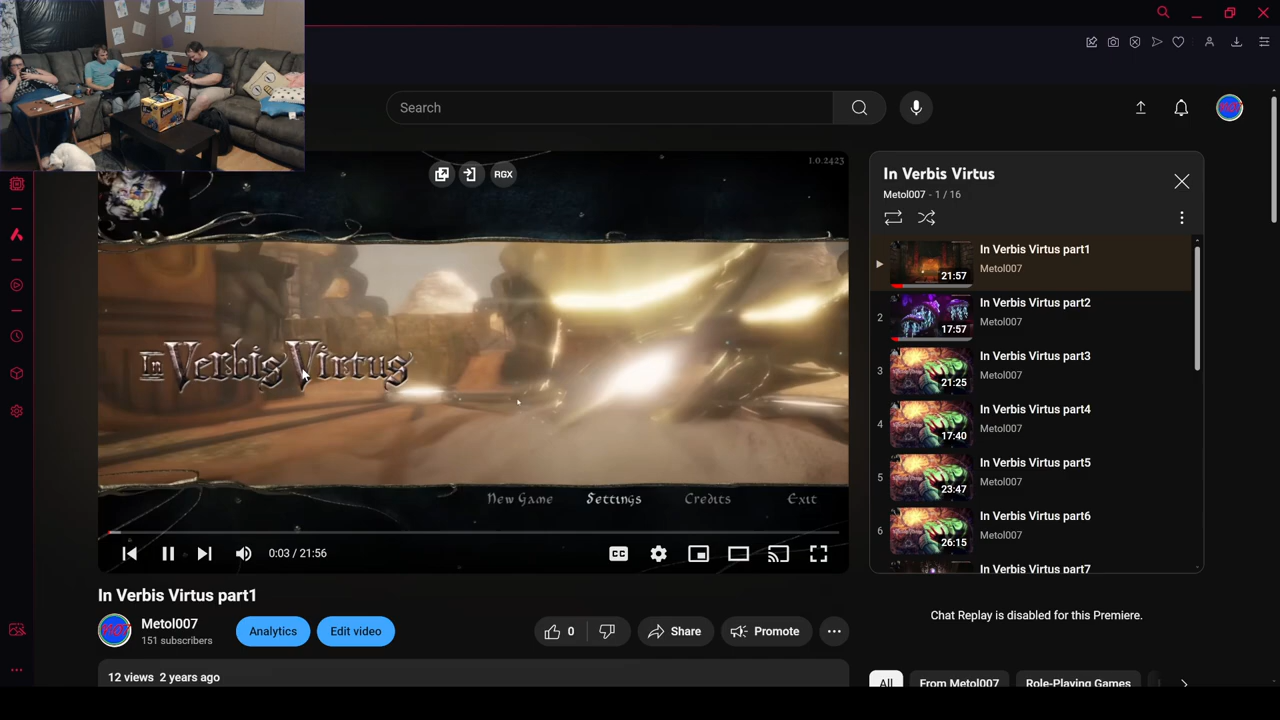 Search
1.0.2423
RGX
In Verbis Virtus
New Game
Settings
Credits
Exit
0:03 / 21:56
CC
In Verbis Virtus part1
Metol007
151 subscribers
Analytics
Edit video
0
Share
Promote
12 views 2 years ago
In Verbis Virtus
Metol007 - 1 / 16
In Verbis Virtus part1
Metol007
21:57
2
In Verbis Virtus part2
Metol007
17:57
3
In Verbis Virtus part3
Metol007
21:25
4
In Verbis Virtus part4
Metol007
17:40
5
In Verbis Virtus part5
Metol007
23:47
6
In Verbis Virtus part6
Metol007
26:15
In Verbis Virtus part7
Chat Replay is disabled for this Premiere.
All
From Metol007
Role-Playing Games